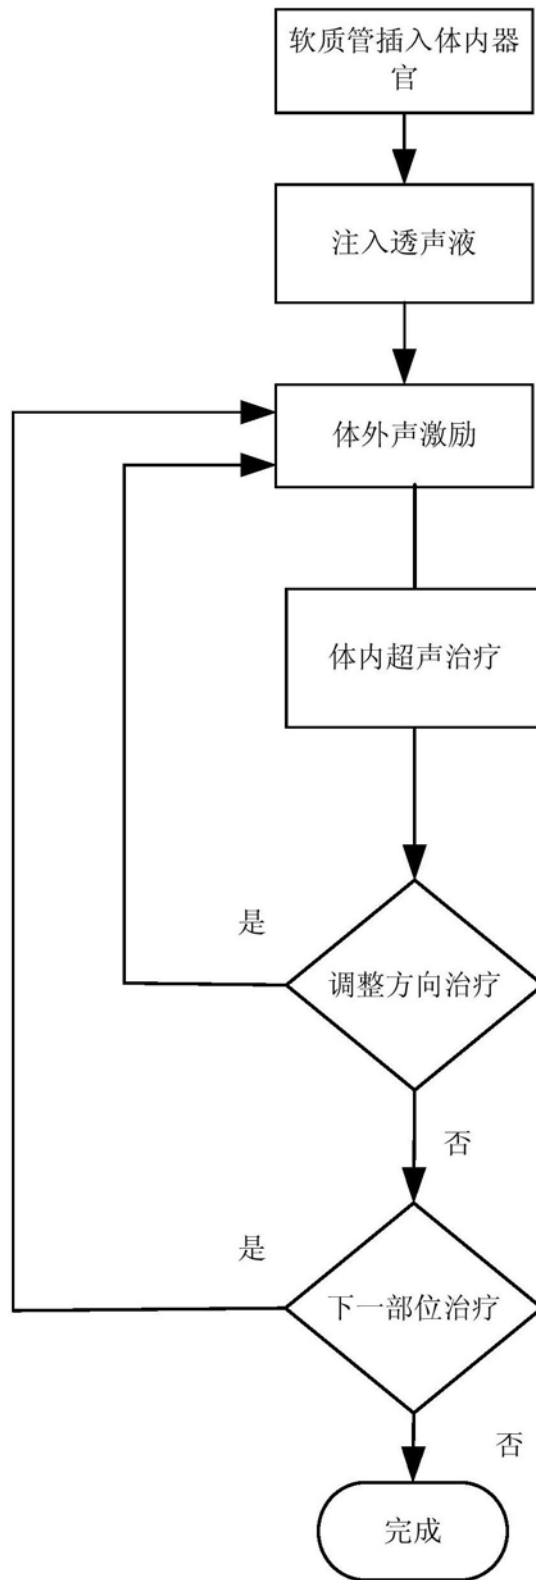 软质管插入体内器
官
注入透声液
体外声激励
体内超声治疗
是
调整方向治疗
否
是
下一部位治疗
否
完成